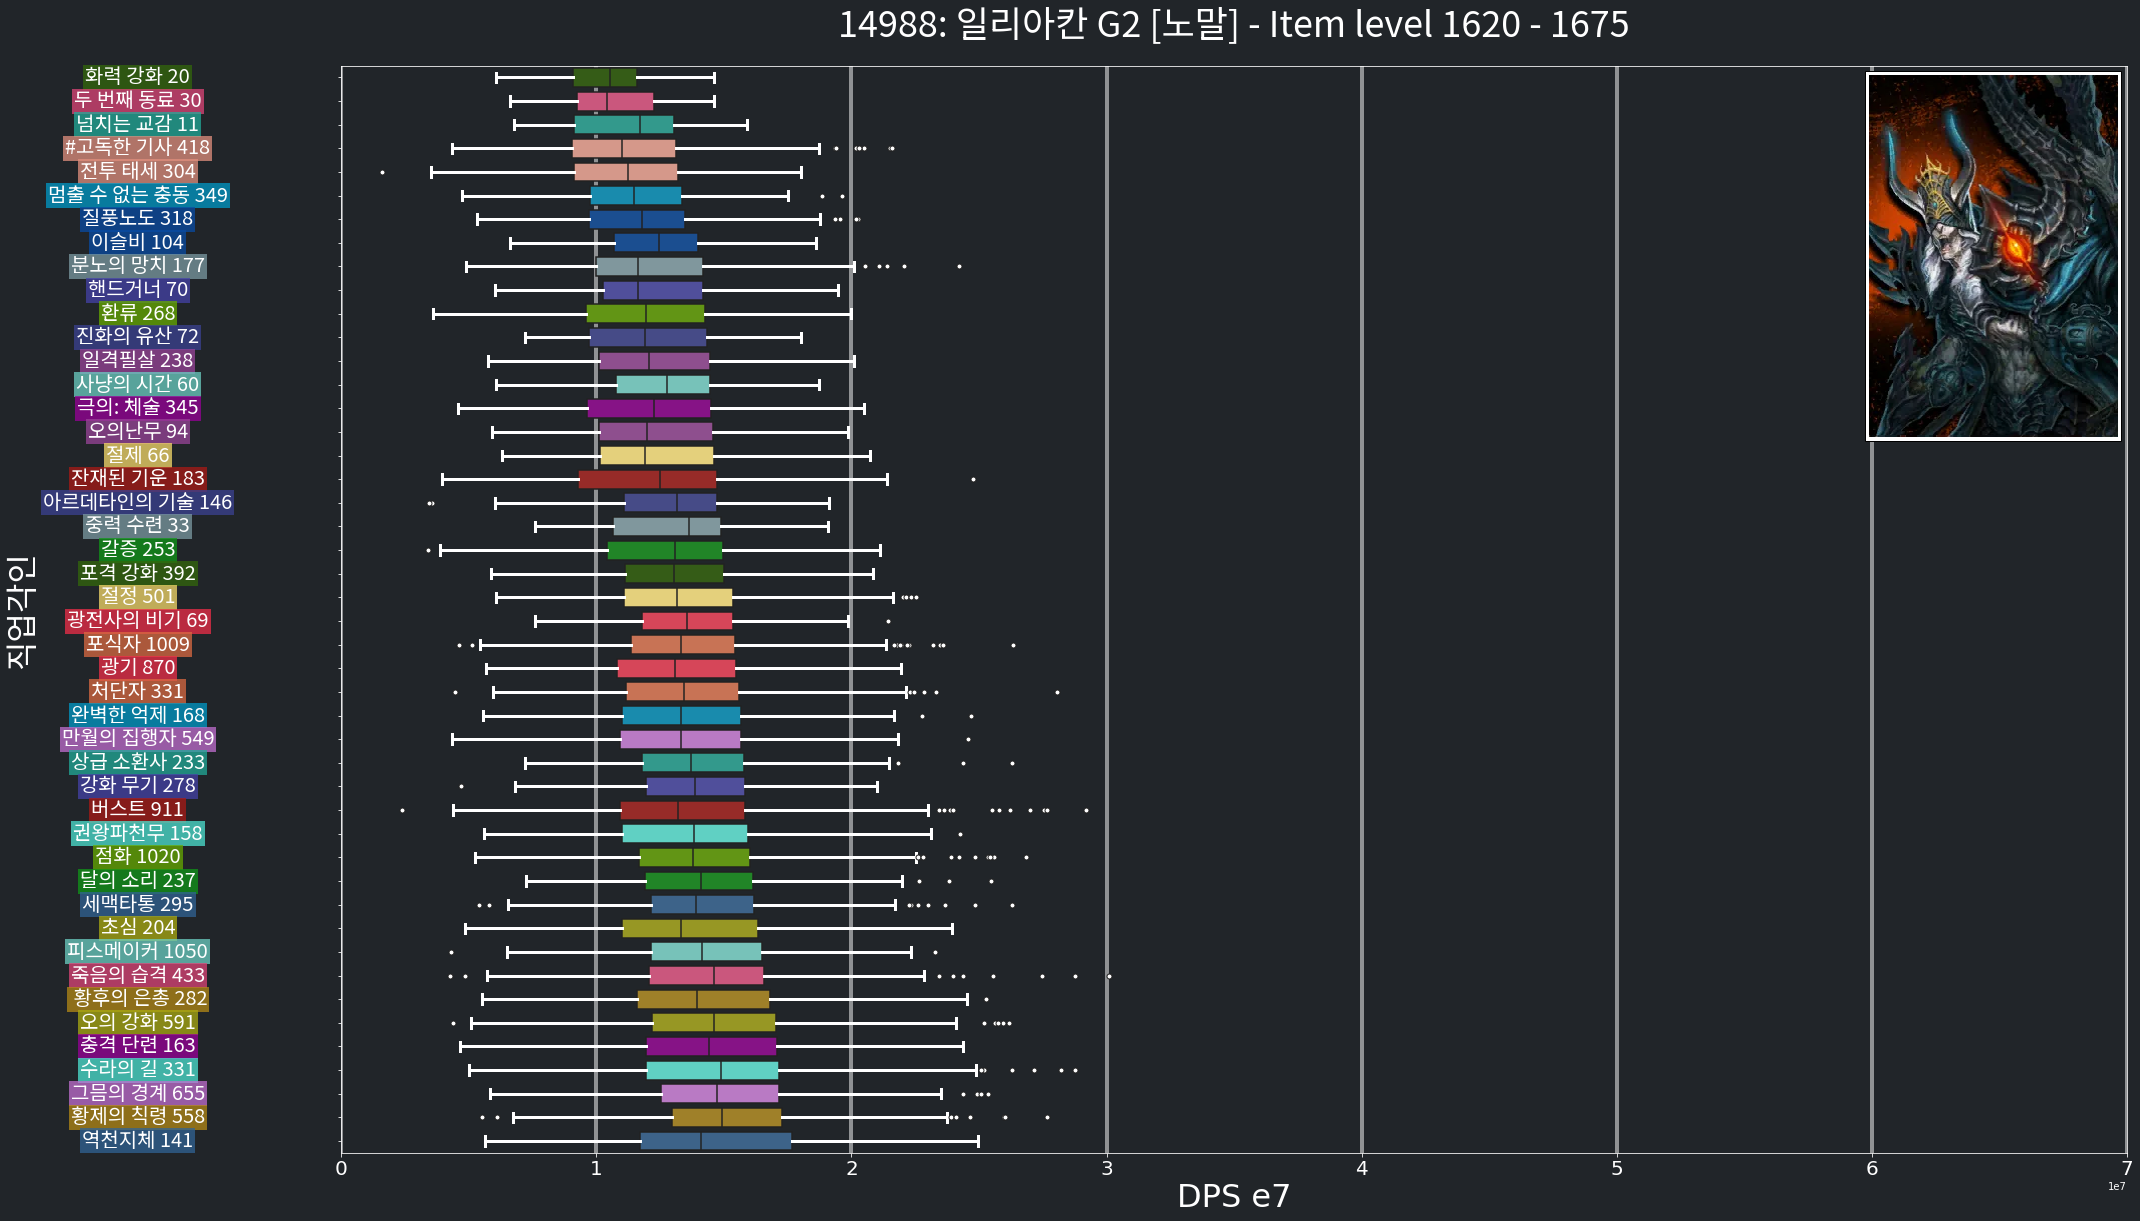 14988: 일리아칸 G2 [노말] - Item level 1620 - 1675
화력 강화 20
두 번째 동료 30
넘치는 교감 11
#고독한 기사 418
전투 태세 304
멈출 수 없는 충동 349
질풍노도 318
이슬비 104
분노의 망치 177
핸드거너 70
환류 268
진화의 유산 72
일격필살 238
사냥의 시간 60
극의: 체술 345
오의난무 94
절제 66
잔재된 기운 183
아르데타인의 기술 146
중력 수련 33
갈증 253
포격 강화 392
절정 501
광전사의 비기 69
포식자 1009
광기 870
처단자 331
완벽한 억제 168
만월의 집행자 549
상급 소환사 233
강화 무기 278
버스트 911
권왕파천무 158
점화 1020
달의 소리 237
세맥타통 295
초심 204
피스메이커 1050
죽음의 습격 433
황후의 은총 282
오의 강화 591
충격 단련 163
수라의 길 331
그믐의 경계 655
황제의 칙령 558
역천지체 141
직업각인
0 1 2 3 4 5 6 7
DPS e7
1e7